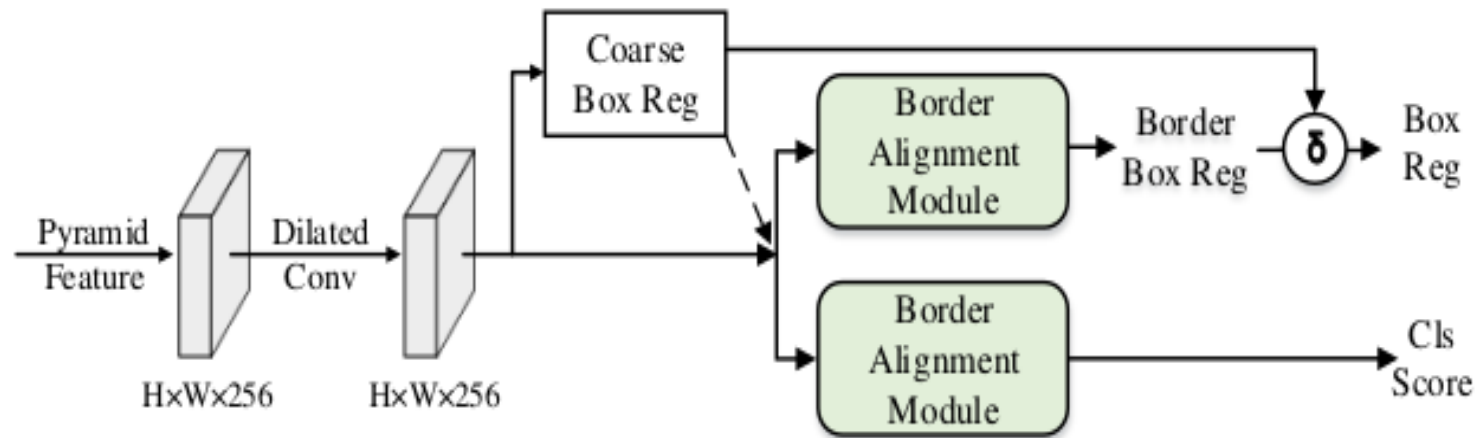 Coarse
Box Reg
Border
Alignment
Module
Border
Box Reg
δ
Box
Reg
Pyramid
Feature
Dilated
Conv
H×W×256
H×W×256
Border
Alignment
Module
Cls
Score